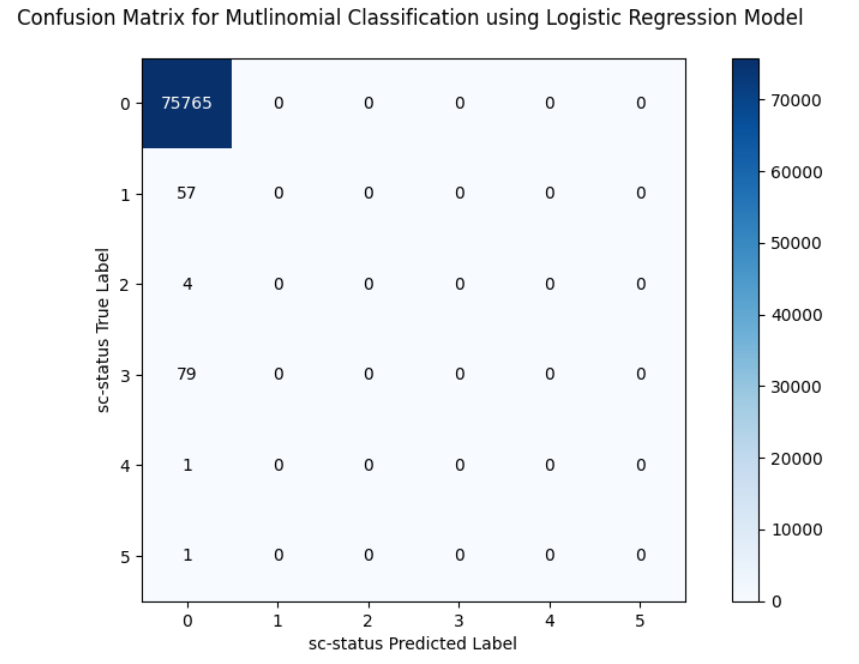 Confusion Matrix for Mutlinomial Classification using Logistic Regression Model
0 75765 0 0 0 0 0
1 57 0 0 0 0 0
2 4 0 0 0 0 0
3 79 0 0 0 0 0
4 1 0 0 0 0 0
5 1 0 0 0 0 0
0 1 2 3 4 5
sc-status True Label
sc-status Predicted Label
70000
60000
50000
40000
30000
20000
10000
0